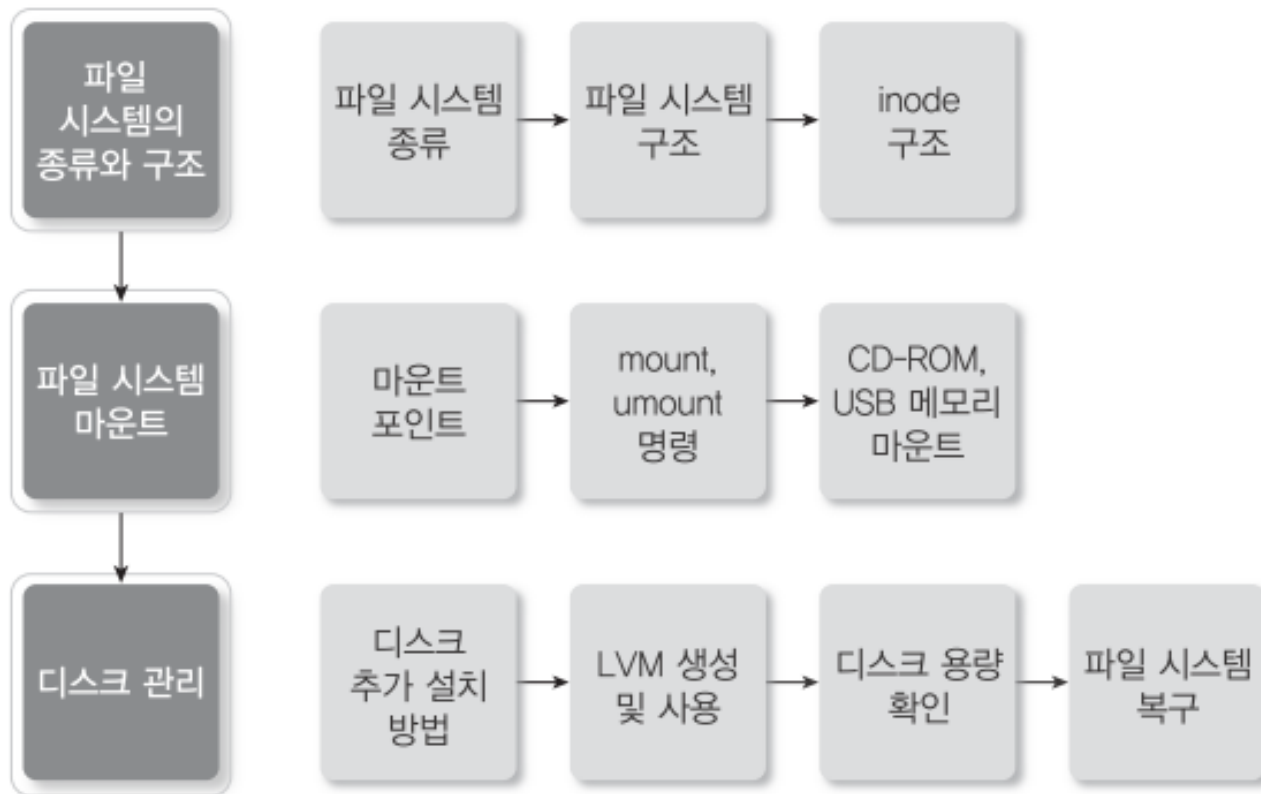 파일
시스템의
종류와 구조
파일 시스템
종류
파일 시스템
구조
inode
구조
파일 시스템
마운트
마운트
포인트
mount,
umount
명령
CD-ROM,
USB 메모리
마운트
디스크 관리
디스크
추가 설치
방법
LVM 생성
및 사용
디스크 용량
확인
파일 시스템
복구